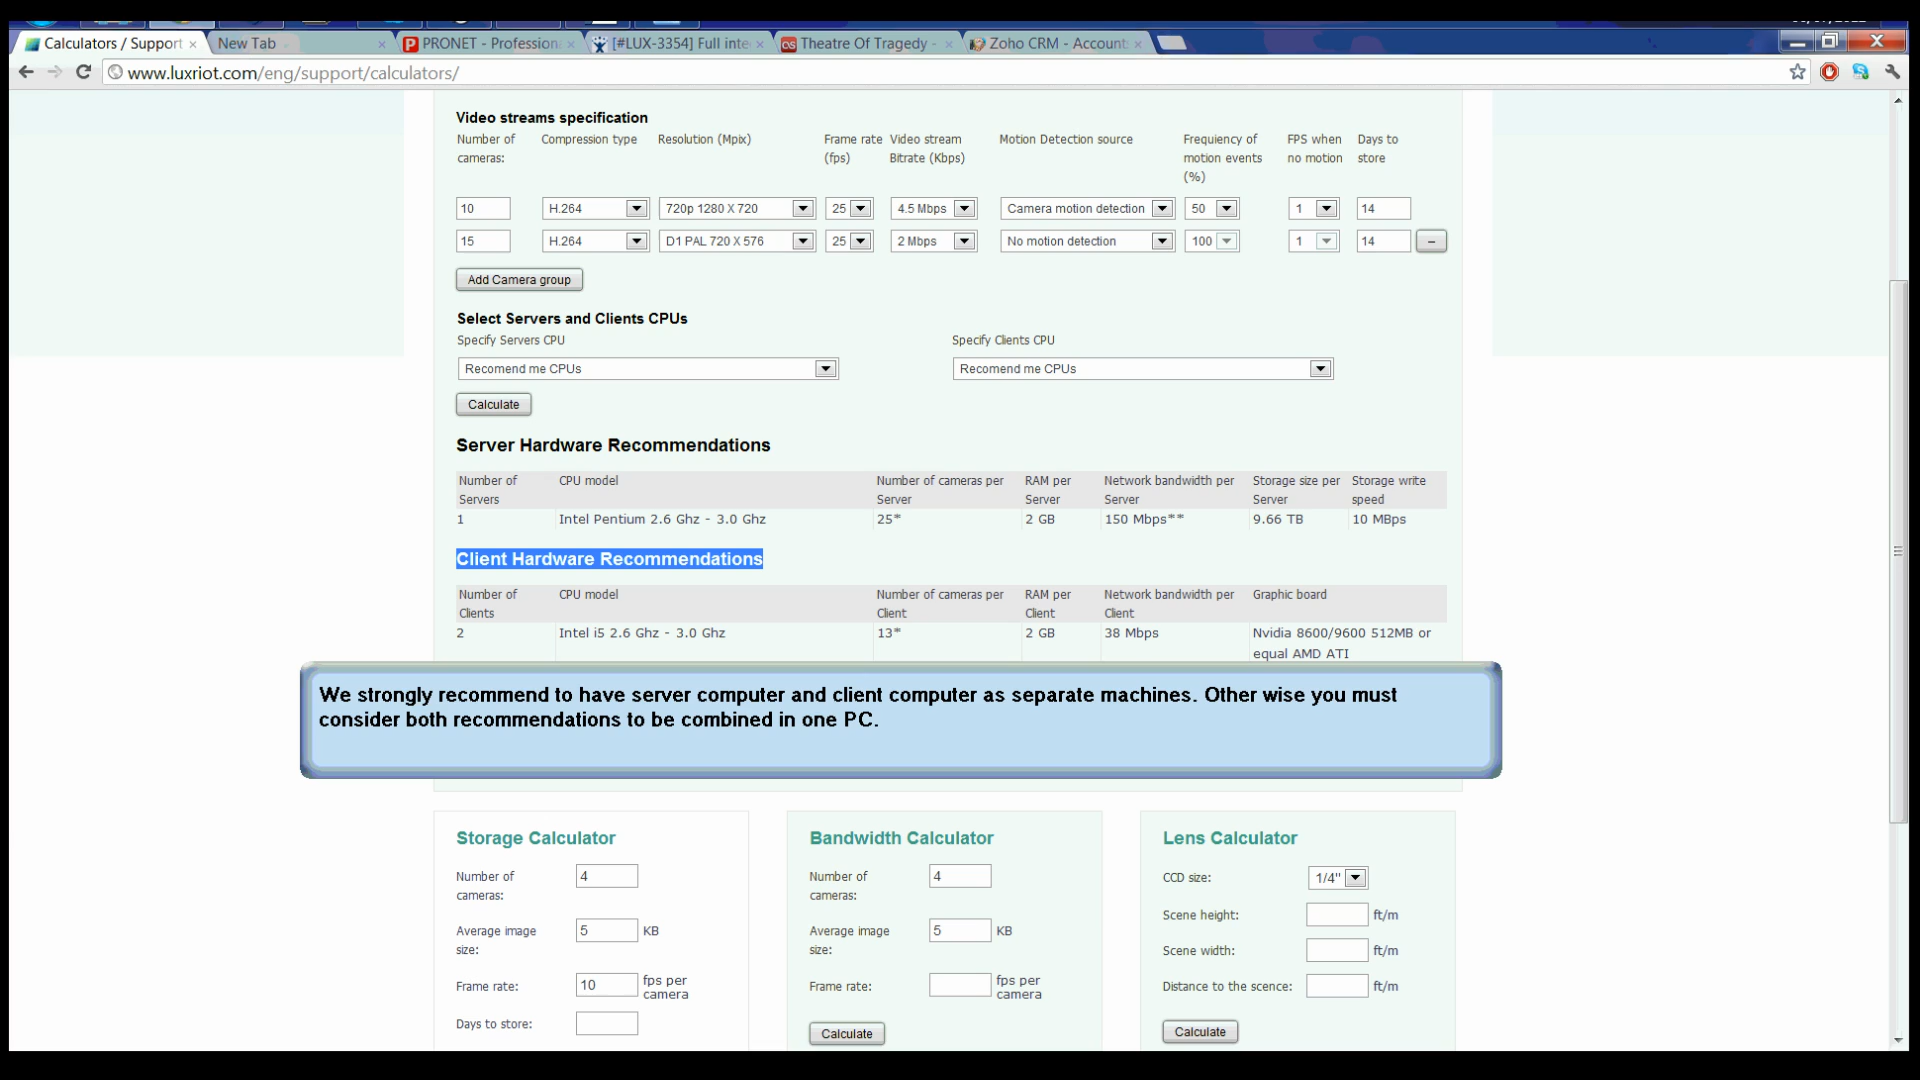 Calculators / Support × New Tab × PRONET - Profession × [#LUX-3354] Full inte × Theatre Of Tragedy - × Zoho CRM - Account ×
www.luxriot.com/eng/support/calculators/
Video streams specification
Number of cameras: Compression type Resolution (Mpix) Frame rate (fps) Video stream Bitrate (Kbps) Motion Detection source Frequiency of motion events (%) FPS when no motion Days to store
10 H.264 720p 1280 X 720 25 4.5 Mbps Camera motion detection 50 1 14
15 H.264 D1 PAL 720 X 576 25 2 Mbps No motion detection 100 1 14 –
Add Camera group
Select Servers and Clients CPUs
Specify Servers CPU Specify Clients CPU
Recomend me CPUs Recomend me CPUs
Calculate
Server Hardware Recommendations
Number of Servers CPU model Number of cameras per Server RAM per Server Network bandwidth per Server Storage size per Server Storage write speed
1 Intel Pentium 2.6 Ghz - 3.0 Ghz 25* 2 GB 150 Mbps** 9.66 TB 10 MBps
Client Hardware Recommendations
Number of Clients CPU model Number of cameras per Client RAM per Client Network bandwidth per Client Graphic board
2 Intel i5 2.6 Ghz - 3.0 Ghz 13* 2 GB 38 Mbps Nvidia 8600/9600 512MB or
equal AMD ATI
We strongly recommend to have server computer and client computer as separate machines. Other wise you must
consider both recommendations to be combined in one PC.
Storage Calculator
Number of cameras: 4
Average image size: 5 KB
Frame rate: 10 fps per camera
Days to store:
Bandwidth Calculator
Number of cameras: 4
Average image size: 5 KB
Frame rate: fps per camera
Calculate
Lens Calculator
CCD size: 1/4"
Scene height: ft/m
Scene width: ft/m
Distance to the scence: ft/m
Calculate